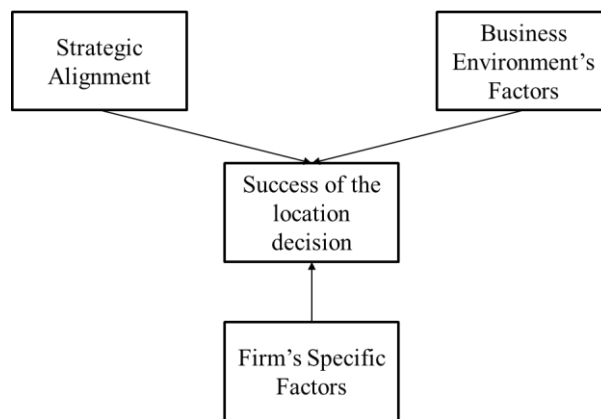 Strategic
Alignment
Business
Environment's
Factors
Success of the
location
decision
Firm's Specific
Factors